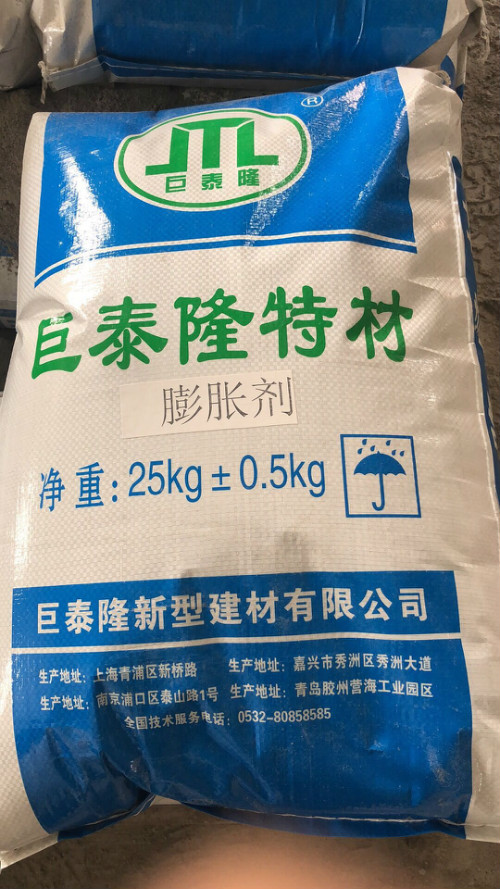 ®
JTL
巨泰隆
巨泰隆特材
膨胀剂
净重：25kg±0.5kg
巨泰隆新型建材有限公司
生产地址：上海青浦区新桥路 生产地址：嘉兴市秀洲区秀洲大道
生产地址：南京浦口区泰山路1号 生产地址：青岛胶州营海工业园区
全国技术服务电话：0532-80858585